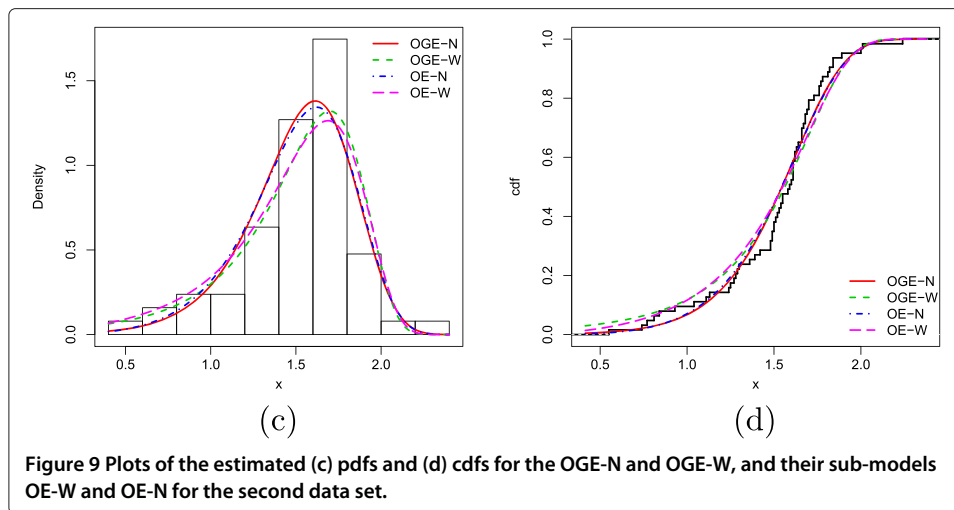 OGE−N
OGE−W
OE−N
OE−W
Density
0.0
0.5
1.0
1.5
0.5
1.0
1.5
2.0
x
(c)
cdf
0.0
0.2
0.4
0.6
0.8
1.0
OGE−N
OGE−W
OE−N
OE−W
0.5
1.0
1.5
2.0
x
(d)
Figure 9 Plots of the estimated (c) pdfs and (d) cdfs for the OGE-N and OGE-W, and their sub-models
OE-W and OE-N for the second data set.